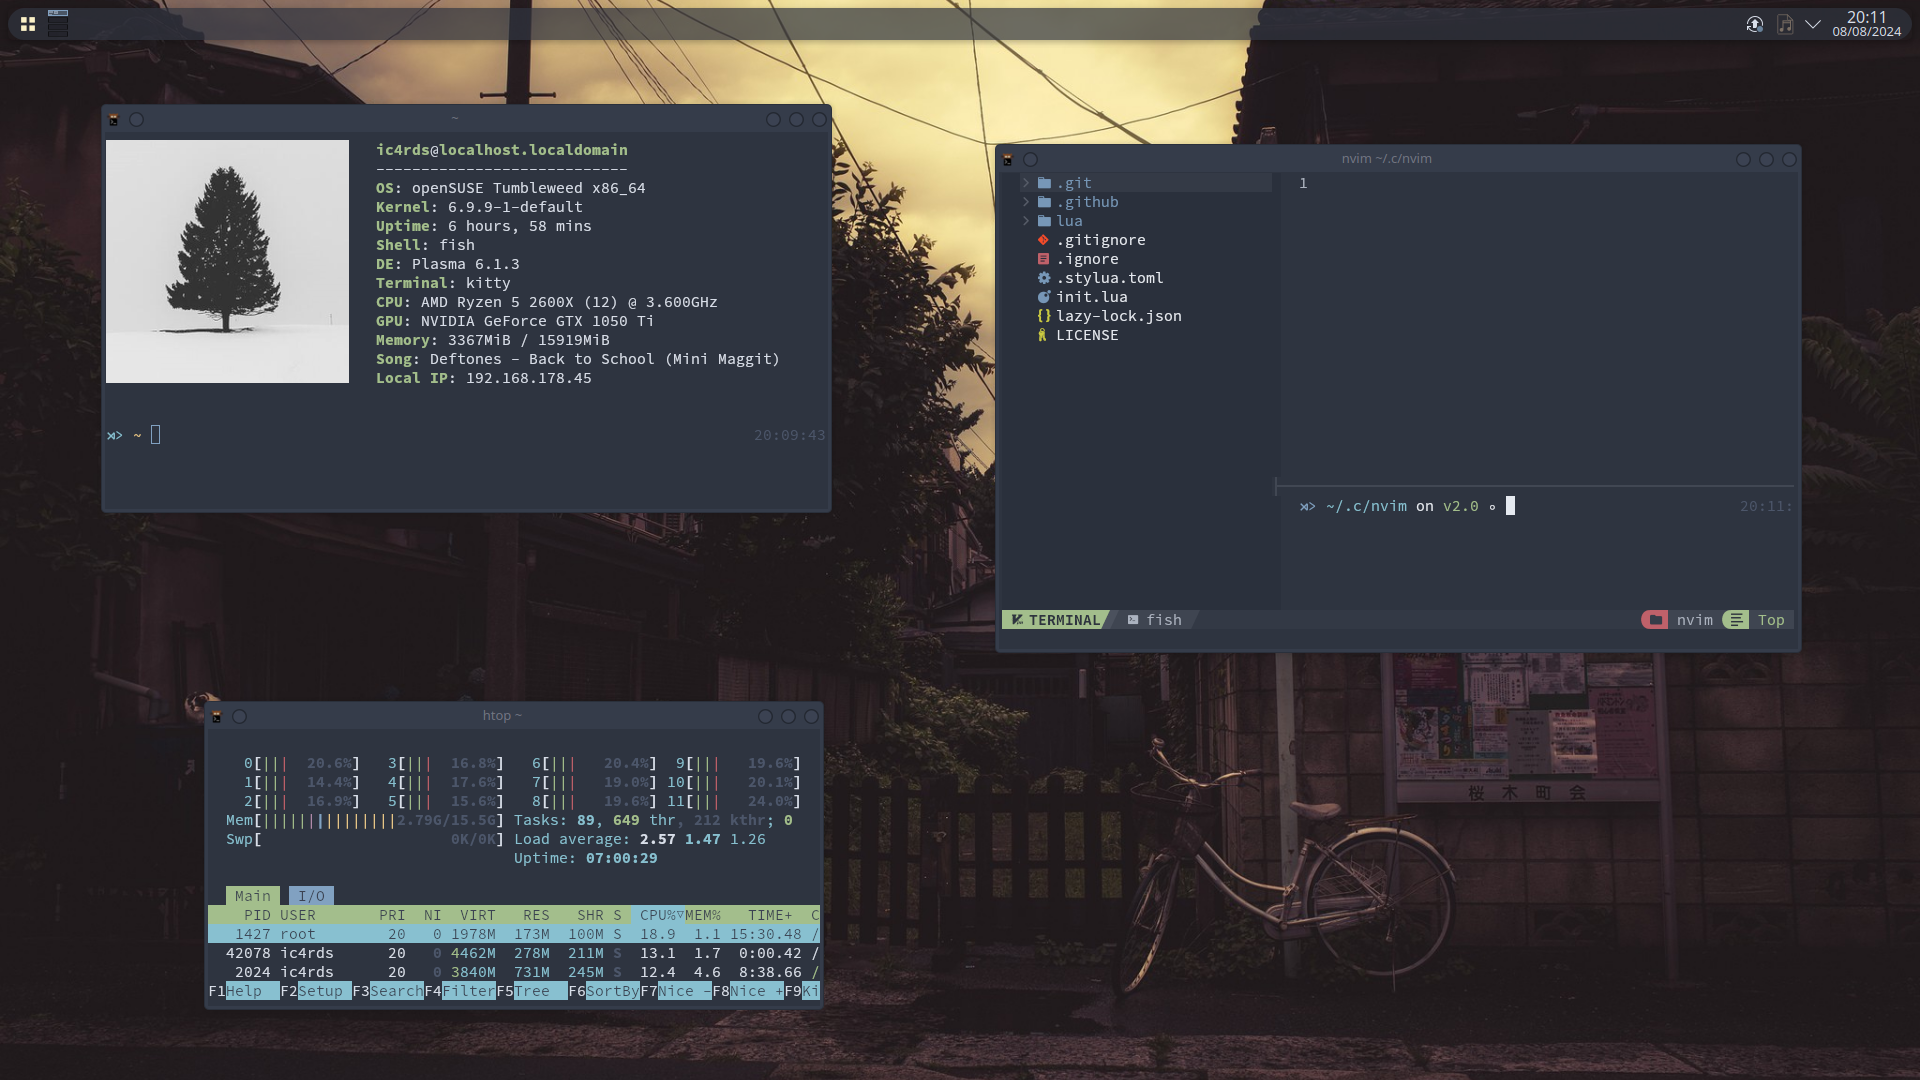 20:11
08/08/2024
~
ic4rds@localhost.localdomain
----------------------------
OS: openSUSE Tumbleweed x86_64
Kernel: 6.9.9-1-default
Uptime: 6 hours, 58 mins
Shell: fish
DE: Plasma 6.1.3
Terminal: kitty
CPU: AMD Ryzen 5 2600X (12) @ 3.600GHz
GPU: NVIDIA GeForce GTX 1050 Ti
Memory: 3367MiB / 15919MiB
Song: Deftones - Back to School (Mini Maggit)
Local IP: 192.168.178.45
~ 20:09:43
nvim ~/.c/nvim
> .git
> .github
> lua
.gitignore
.ignore
.stylua.toml
init.lua
{} lazy-lock.json
LICENSE
1
~/.c/nvim on v2.0 20:11:
TERMINAL fish nvim Top
htop ~
0[||| 20.6%] 3[||| 16.8%] 6[||| 20.4%] 9[||| 19.6%]
1[||| 14.4%] 4[||| 17.6%] 7[||| 19.0%] 10[||| 20.1%]
2[||| 16.9%] 5[||| 15.6%] 8[||| 19.6%] 11[||| 24.0%]
Mem[|||||||||||||||2.79G/15.5G] Tasks: 89, 649 thr, 212 kthr; 0
Swp[ 0K/0K] Load average: 2.57 1.47 1.26
Uptime: 07:00:29
Main I/O
PID USER PRI NI VIRT RES SHR S CPU%▽MEM% TIME+ C
1427 root 20 0 1978M 173M 100M S 18.9 1.1 15:30.48 /
42078 ic4rds 20 0 4462M 278M 211M S 13.1 1.7 0:00.42 /
2024 ic4rds 20 0 3840M 731M 245M S 12.4 4.6 8:38.66 /
F1Help F2Setup F3SearchF4FilterF5Tree F6SortByF7Nice -F8Nice +F9Ki
桜木町会